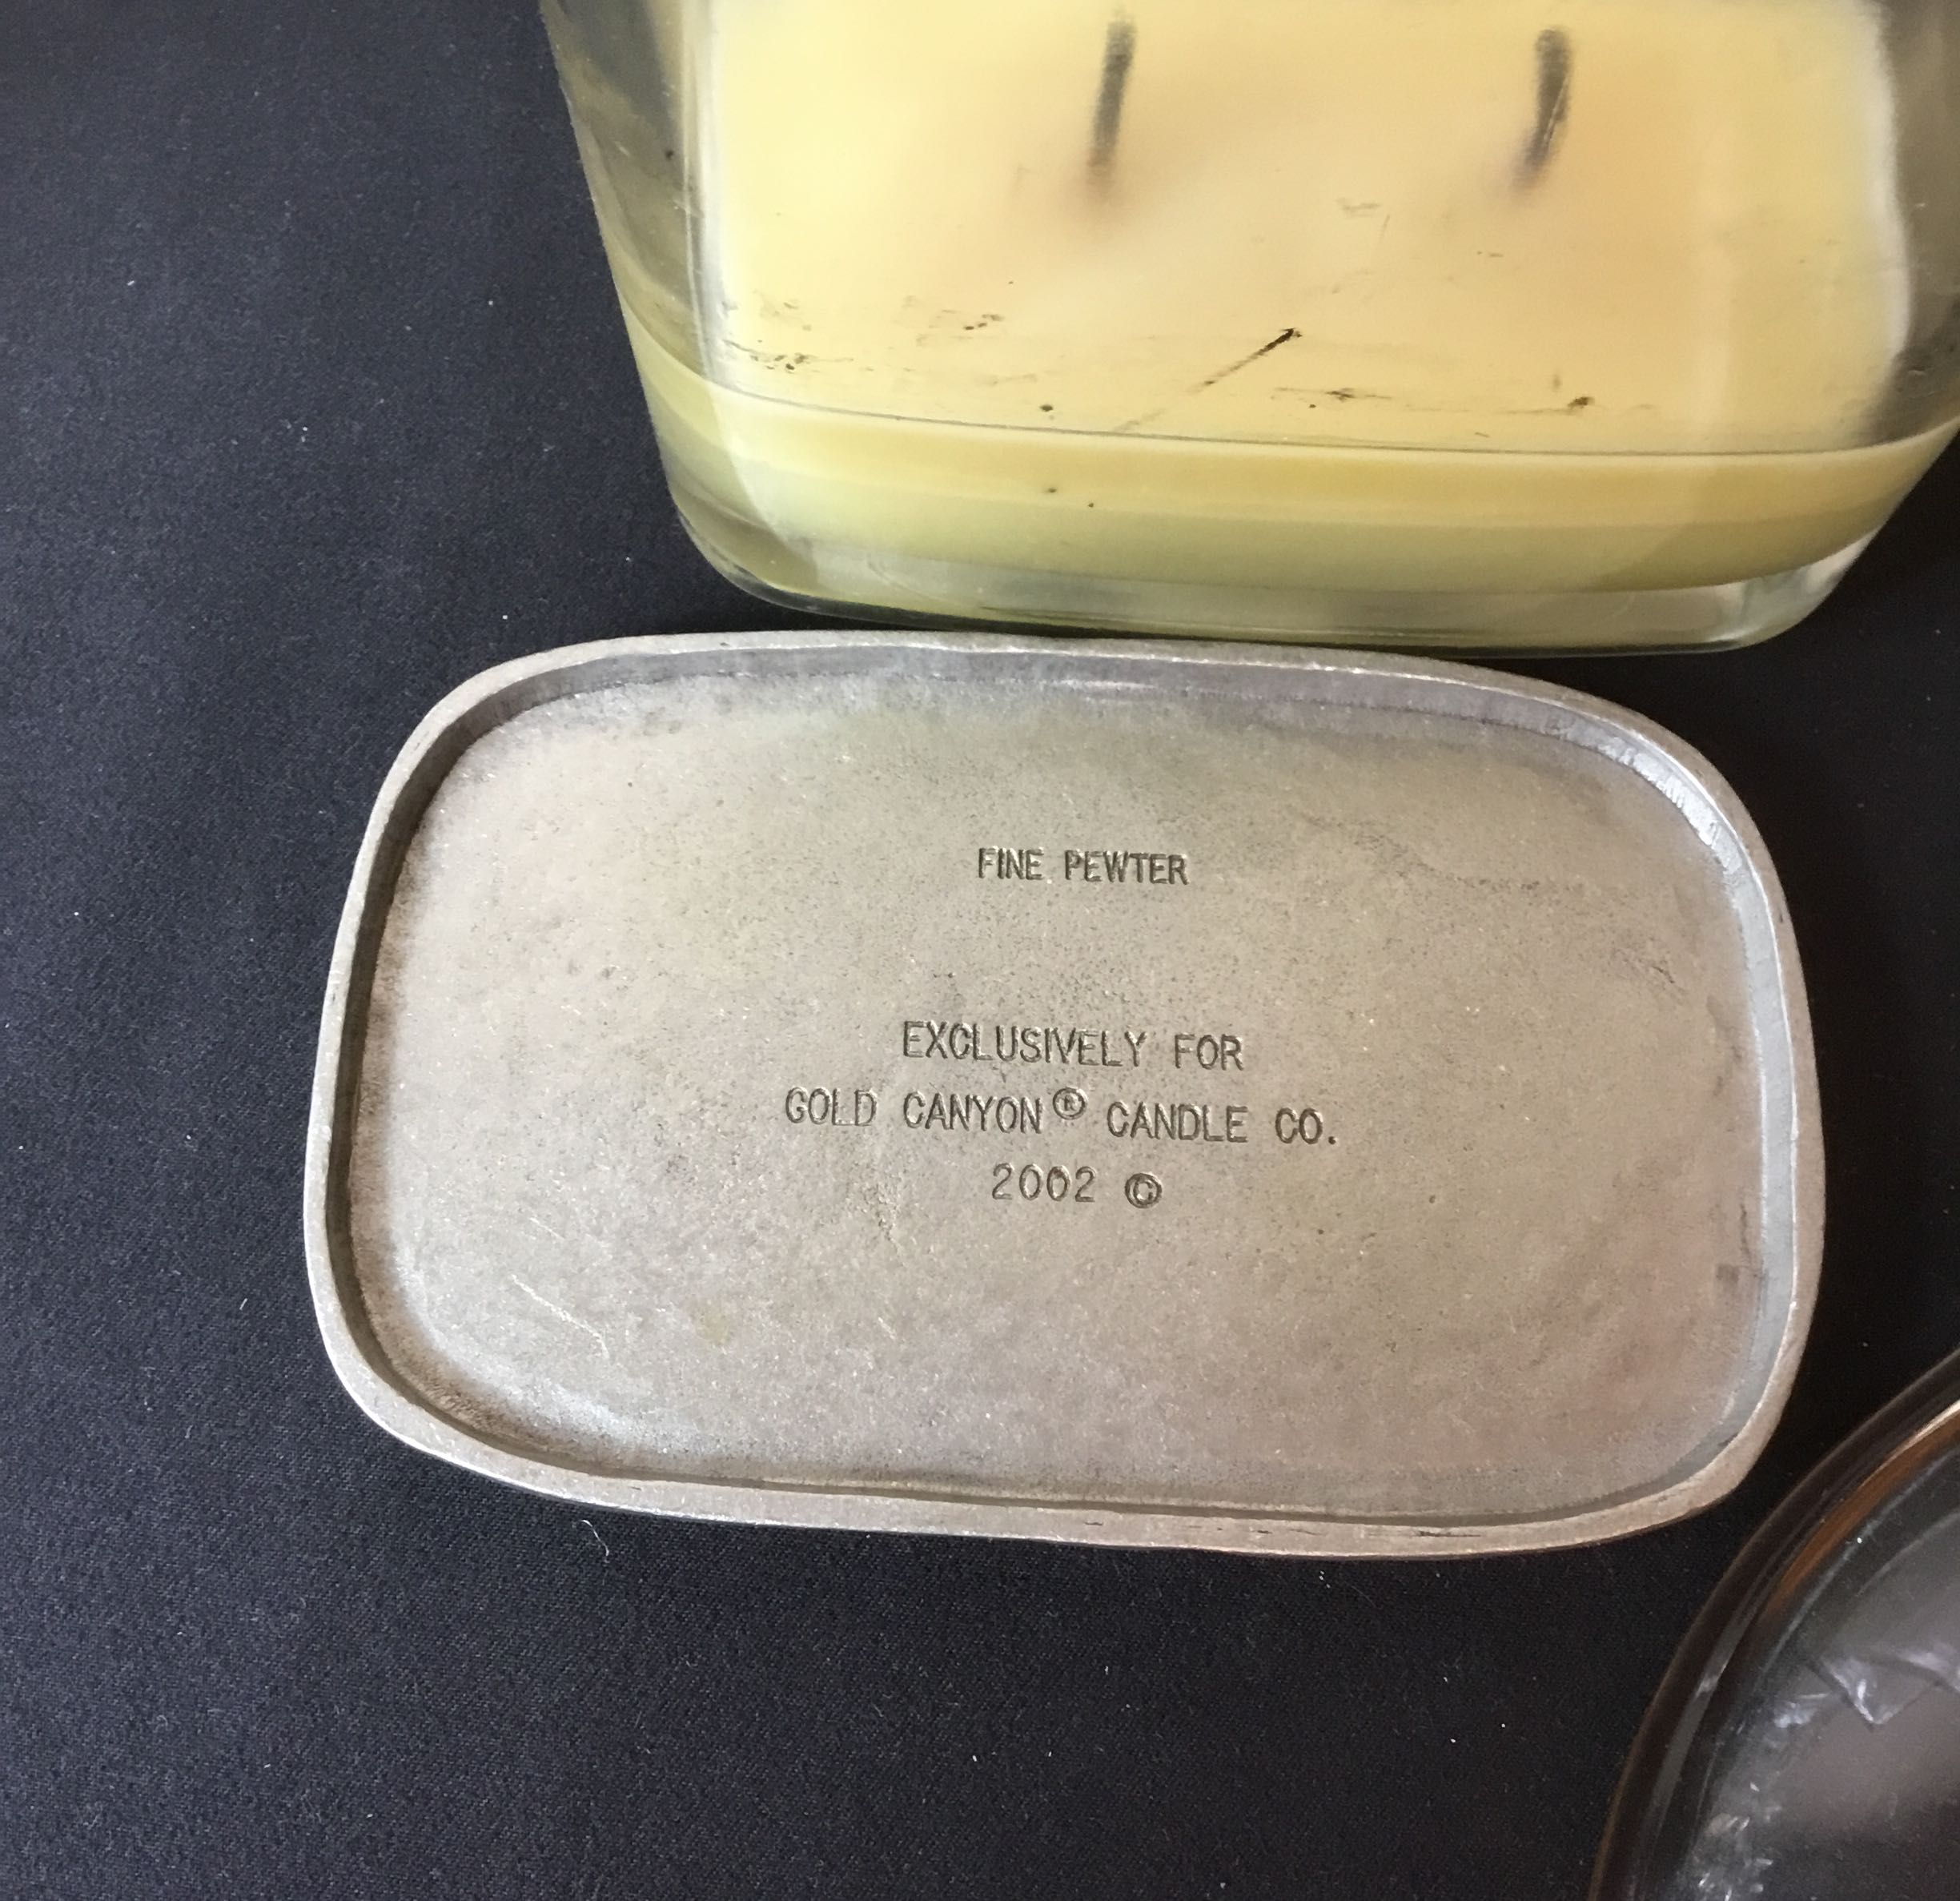 FINE PEWTER
EXCLUSIVELY FOR
GOLD CANYON® CANDLE CO.
2002 ©